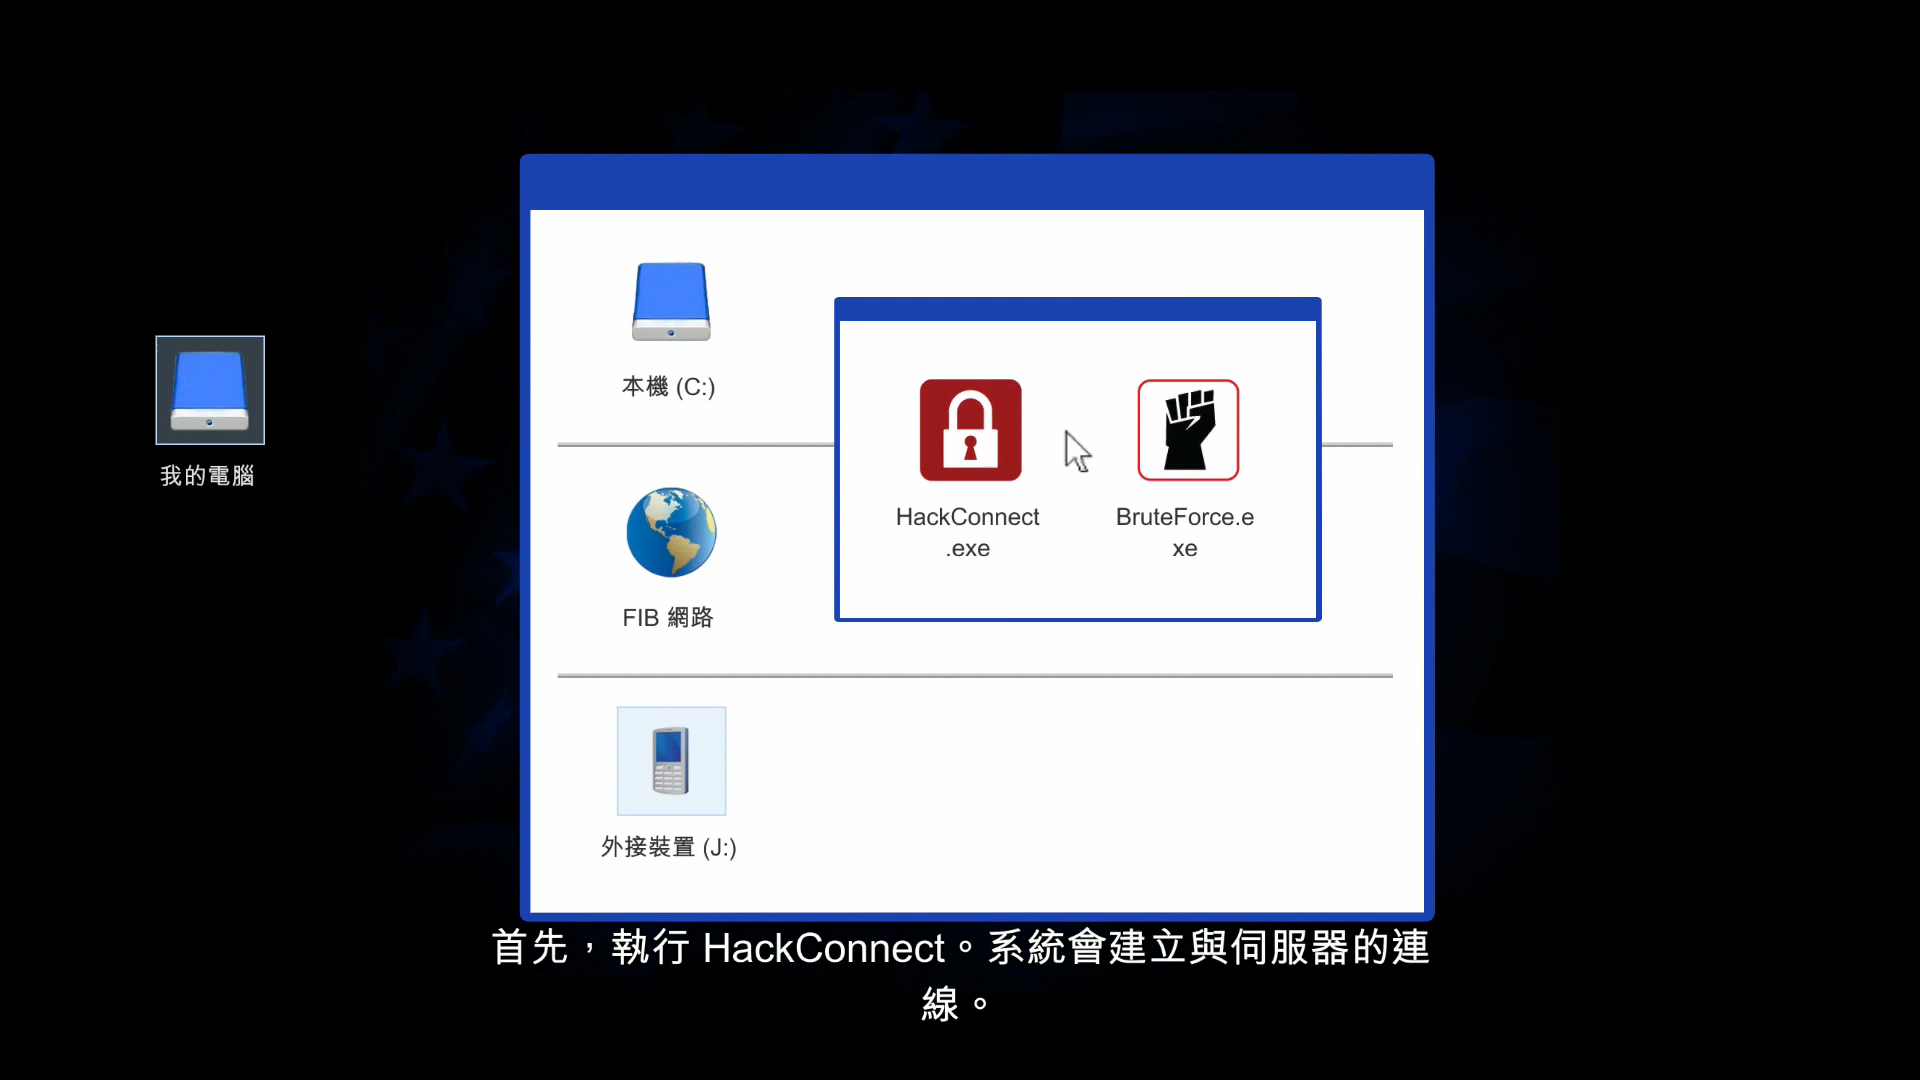 我的電腦
本機 (C:)
FIB 網路
外接裝置 (J:)
HackConnect
.exe
BruteForce.e
xe
首先，執行 HackConnect。系統會建立與伺服器的連
線。